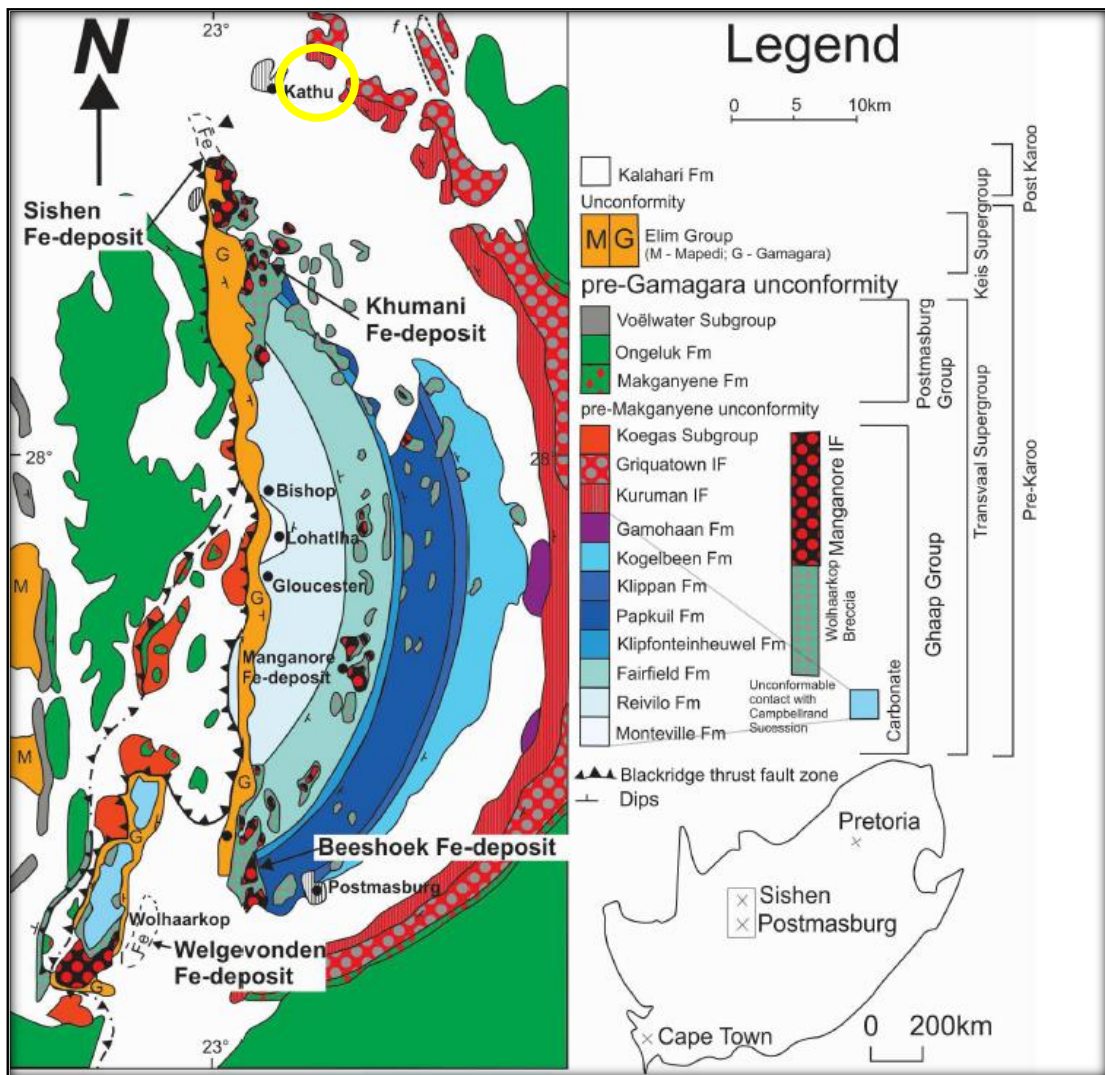 N
23°
f
f
Kathu
Fe
Sishen
Fe-deposit
G
Khumani
Fe-deposit
28°
28°
Bishop
Lohatlha
Gloucester
G
M
Manganore
Fe-deposit
M
G
G
Beeshoek Fe-deposit
Postmasburg
Wolhaarkop
Fe
Welgevonden
Fe-deposit
G
23°
Legend
0 5 10km
Kalahari Fm
Unconformity
M G
Elim Group
(M - Mapedi; G - Gamagara)
pre-Gamagara unconformity
Voëlwater Subgroup
Ongeluk Fm
Makganyene Fm
pre-Makganyene unconformity
Koegas Subgroup
Griquatown IF
Kuruman IF
Gamohaan Fm
Kogelbeen Fm
Klippan Fm
Papkuil Fm
Klipfonteinheuwel Fm
Fairfield Fm
Reivilo Fm
Monteville Fm
Manganore IF
Wolhaarkop
Breccia
Unconformable
contact with
Campbellrand
Sucession
Carbonate
Ghaap Group
Postmasburg
Group
Transvaal Supergroup
Keis Supergroup
Post Karoo
Pre-Karoo
Blackridge thrust fault zone
Dips
Pretoria
Sishen
Postmasburg
Cape Town
0 200km